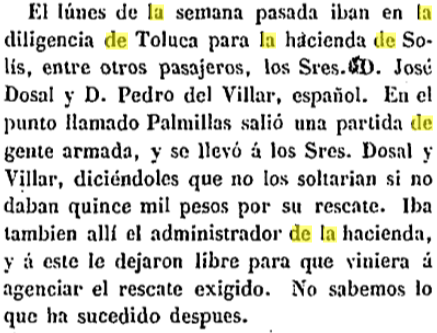 El lúnes de la semana pasada iban en la
diligencia de Toluca para la hacienda de So-
lis, entre otros pasajeros, los Sres. D. José
Dosal y D. Pedro del Villar, español. En el
punto llamado Palmillas salió una partida de
gente armada, y se llevó á los Sres. Dosal y
Villar, diciéndoles que no los soltarian si no
daban quince mil pesos por su rescate. Iba
tambien allí el administrador de la hacienda,
y á este le dejaron libre para que viniera á
agenciar el rescate exigido. No sabemos lo
que ha sucedido despues.